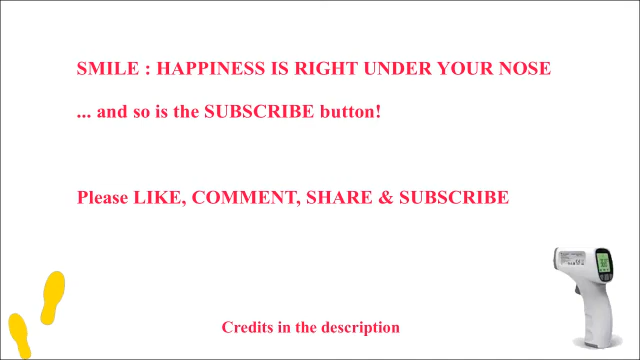 SMILE : HAPPINESS IS RIGHT UNDER YOUR NOSE
... and so is the SUBSCRIBE button!
Please LIKE, COMMENT, SHARE & SUBSCRIBE
Credits in the description